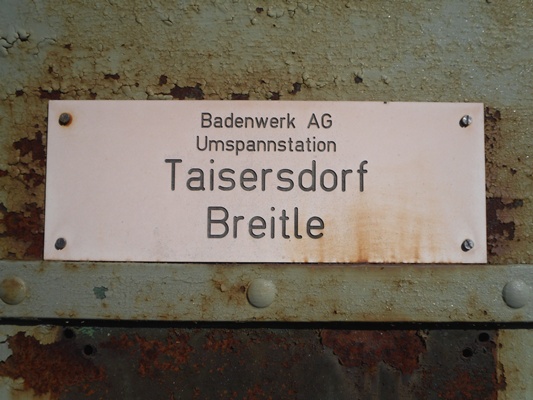 Badenwerk AG
Umspannstation
Taisersdorf
Breitle